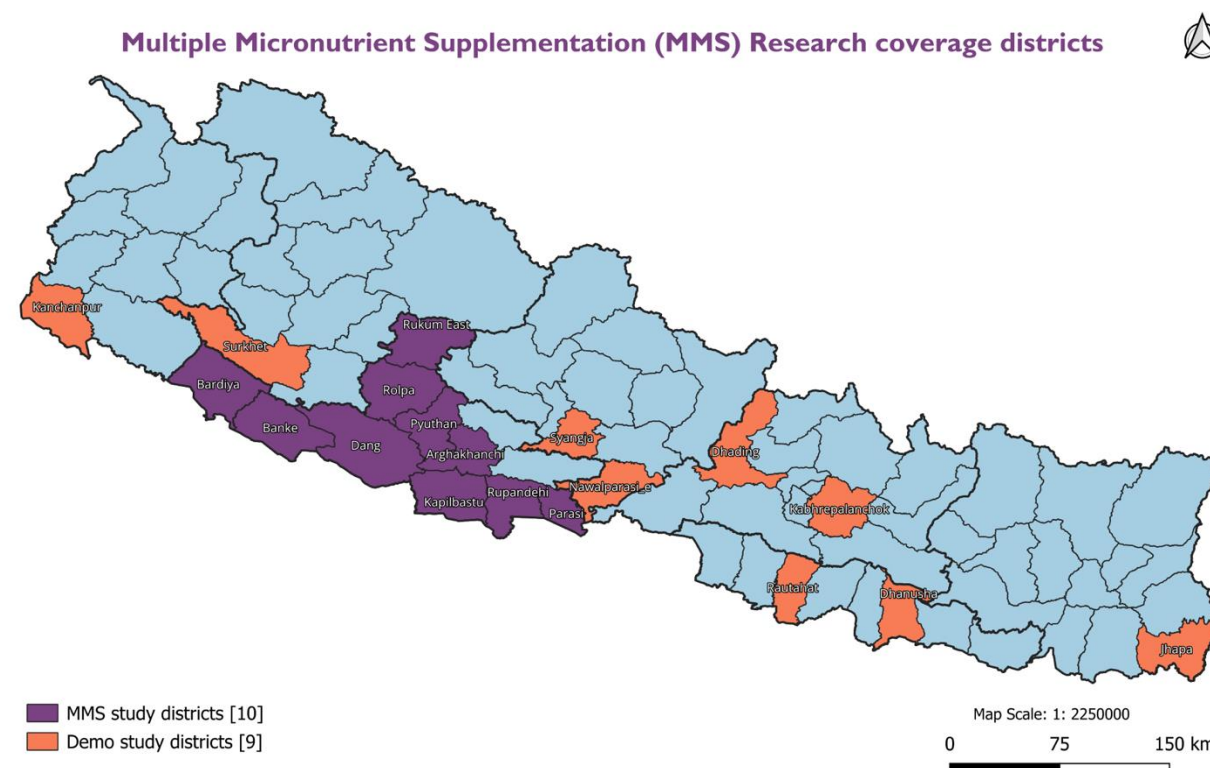 Multiple Micronutrient Supplementation (MMS) Research coverage districts
Kanchanpur
Rukum East
Surkhet
Bardiya
Rolpa
Pyuthan
Banke
Syangja
Dang
Arghakhanchi
Dhading
Nawalparasi_e
Rupandehi
Kapilbastu
Kabhrepalanchok
Parasi
Rautahat
Dhanusha
Jhapa
MMS study districts [10]
Demo study districts [9]
Map Scale: 1: 2250000
0 75 150 km